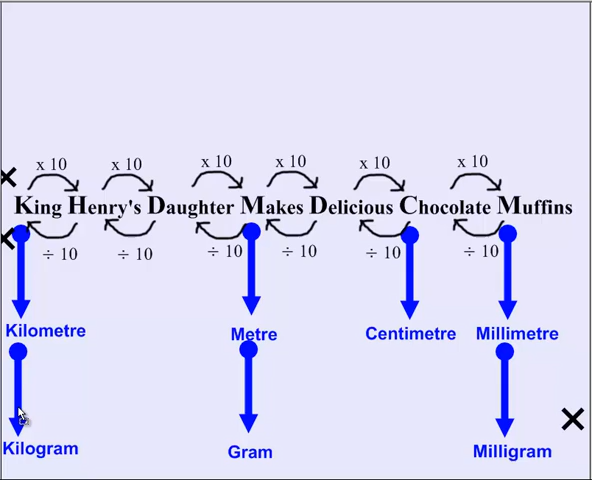 x 10 x 10 x 10 x 10 x 10 x 10
King Henry's Daughter Makes Delicious Chocolate Muffins
÷ 10 ÷ 10 ÷ 10 ÷ 10 ÷ 10 ÷ 10
Kilometre Metre Centimetre Millimetre
Kilogram Gram Milligram